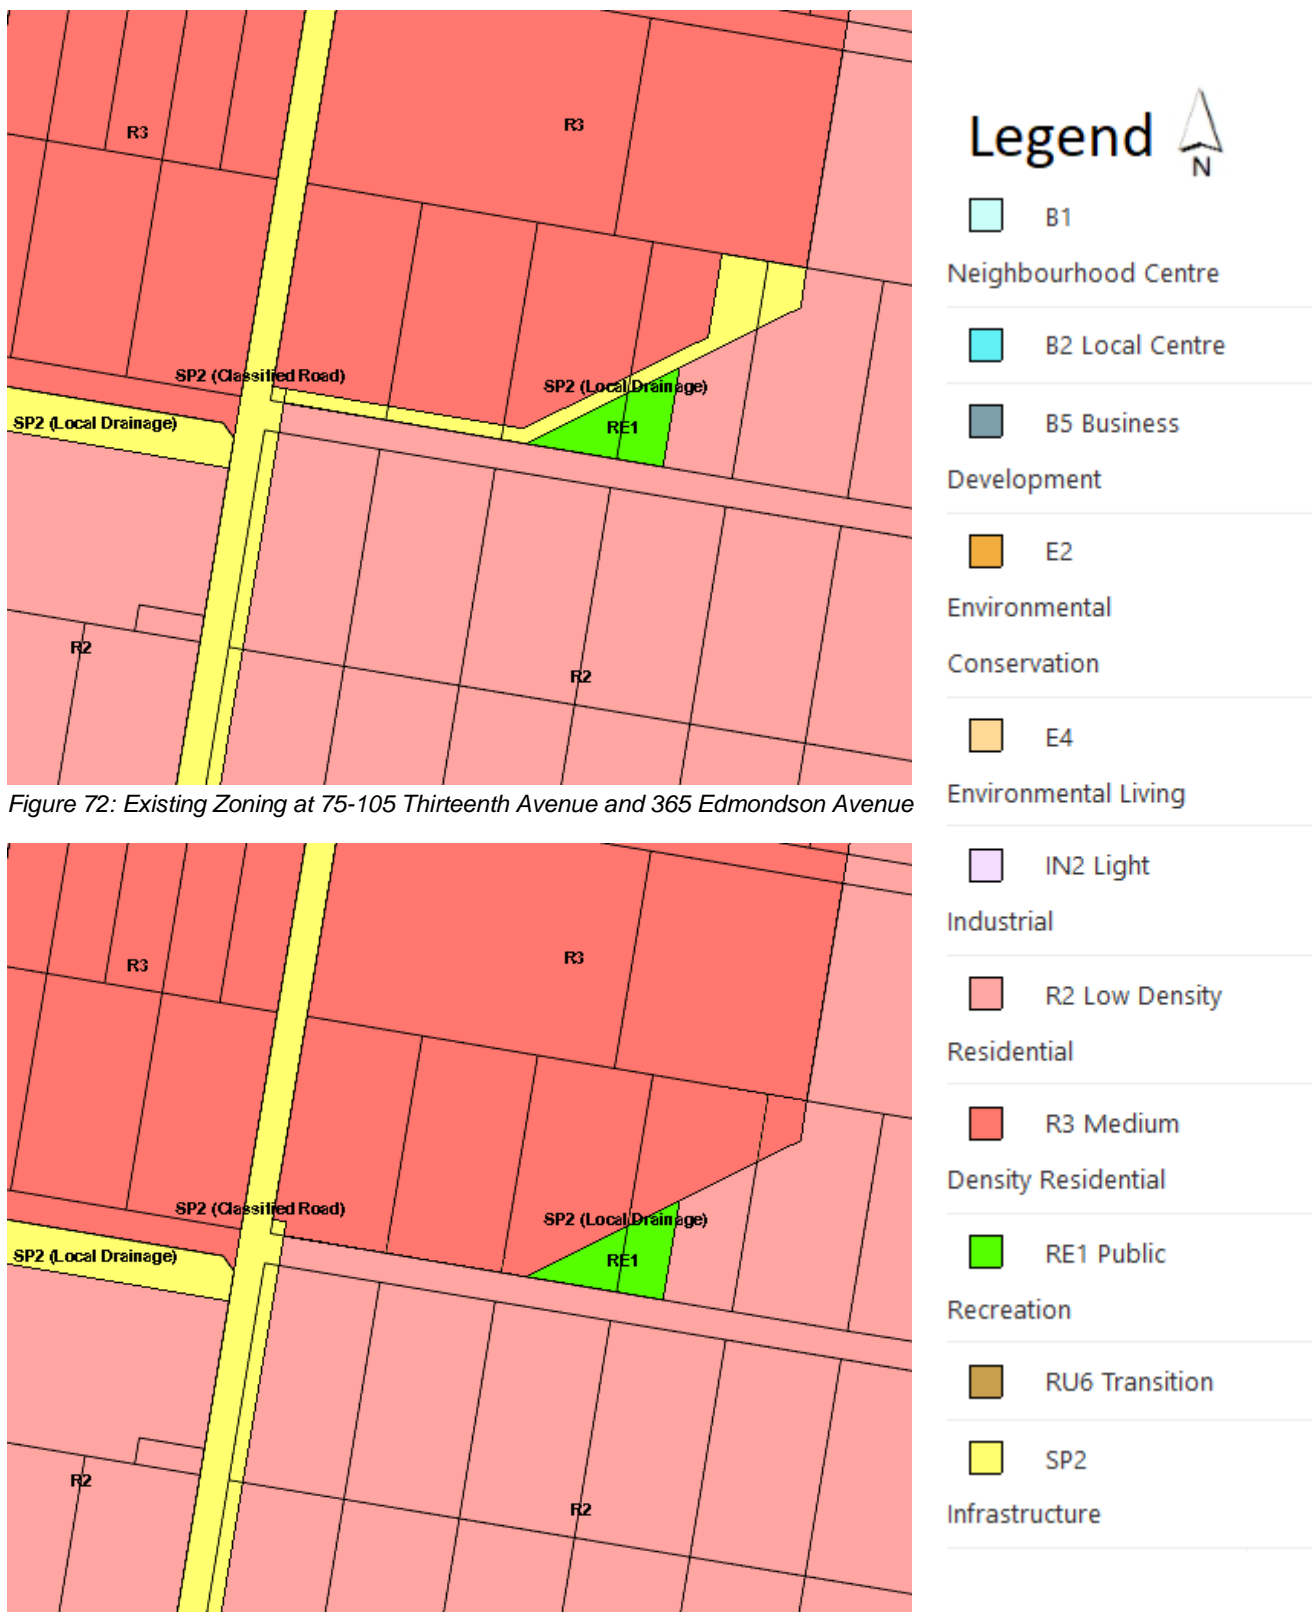 R3
R3
SP2 (Classified Road)
SP2 (Local Drainage)
SP2 (Local Drainage)
RE1
R2
R2
Figure 72: Existing Zoning at 75-105 Thirteenth Avenue and 365 Edmondson Avenue
R3
R3
SP2 (Classified Road)
SP2 (Local Drainage)
SP2 (Local Drainage)
RE1
R2
R2
Legend
N
B1
Neighbourhood Centre
B2 Local Centre
B5 Business
Development
E2
Environmental
Conservation
E4
Environmental Living
IN2 Light
Industrial
R2 Low Density
Residential
R3 Medium
Density Residential
RE1 Public
Recreation
RU6 Transition
SP2
Infrastructure